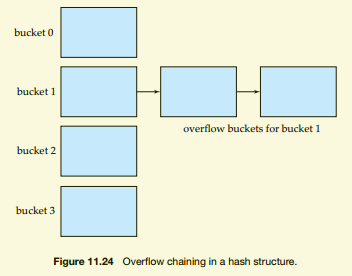 bucket 0
bucket 1
overflow buckets for bucket 1
bucket 2
bucket 3
Figure 11.24 Overflow chaining in a hash structure.